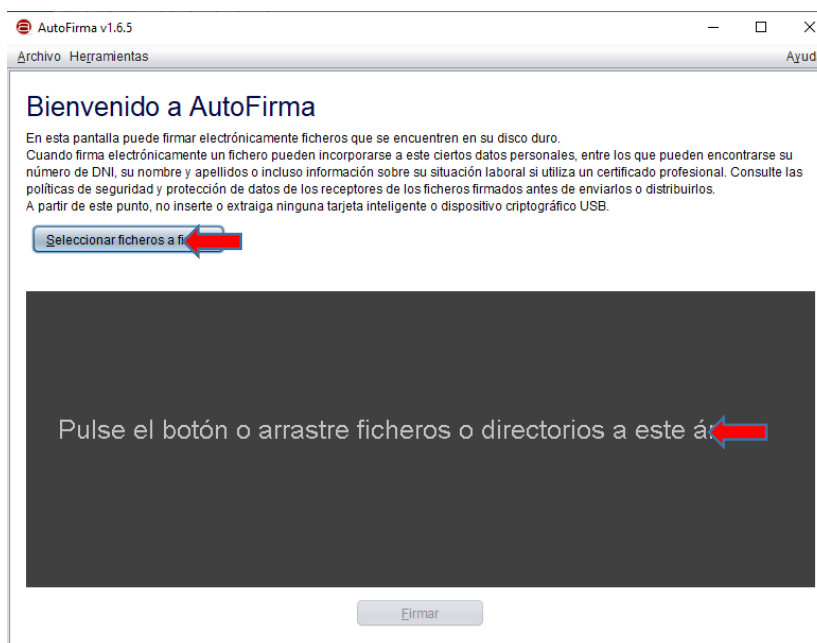 AutoFirma v1.6.5
Archivo Herramientas Ayud
Bienvenido a AutoFirma
En esta pantalla puede firmar electrónicamente ficheros que se encuentren en su disco duro.
Cuando firma electrónicamente un fichero pueden incorporarse a este ciertos datos personales, entre los que pueden encontrarse su
número de DNI, su nombre y apellidos o incluso información sobre su situación laboral si utiliza un certificado profesional. Consulte las
políticas de seguridad y protección de datos de los receptores de los ficheros firmados antes de enviarlos o distribuirlos.
A partir de este punto, no inserte o extraiga ninguna tarjeta inteligente o dispositivo criptográfico USB.
Seleccionar ficheros a
Pulse el botón o arrastre ficheros o directorios a este
Firmar